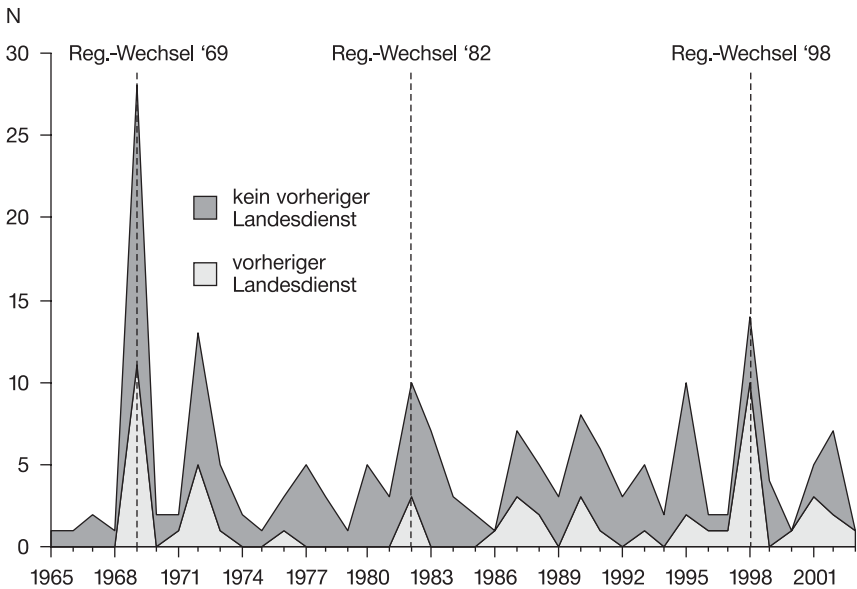 N
30
Reg.-Wechsel ‘69
Reg.-Wechsel ‘82
Reg.-Wechsel ‘98
25
kein vorheriger
Landesdienst
20
vorheriger
Landesdienst
15
10
5
0
1965 1968 1971 1974 1977 1980 1983 1986 1989 1992 1995 1998 2001